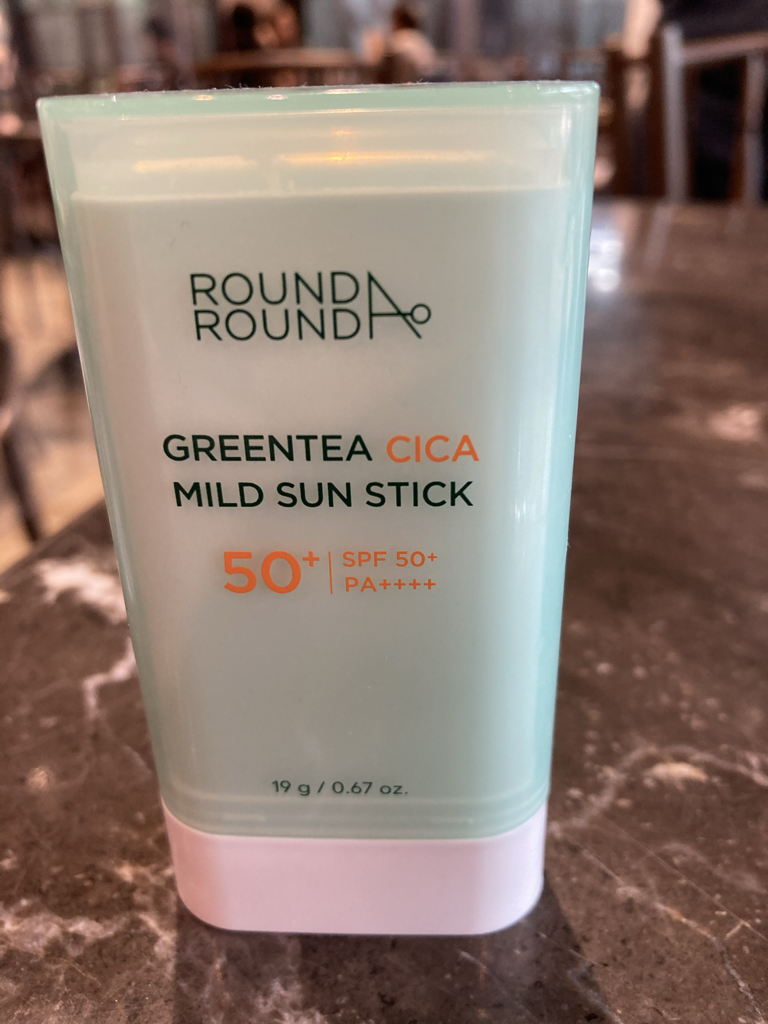 ROUND A
ROUND
GREENTEA CICA
MILD SUN STICK
50+ | SPF 50+
PA++++
19 g / 0.67 oz.